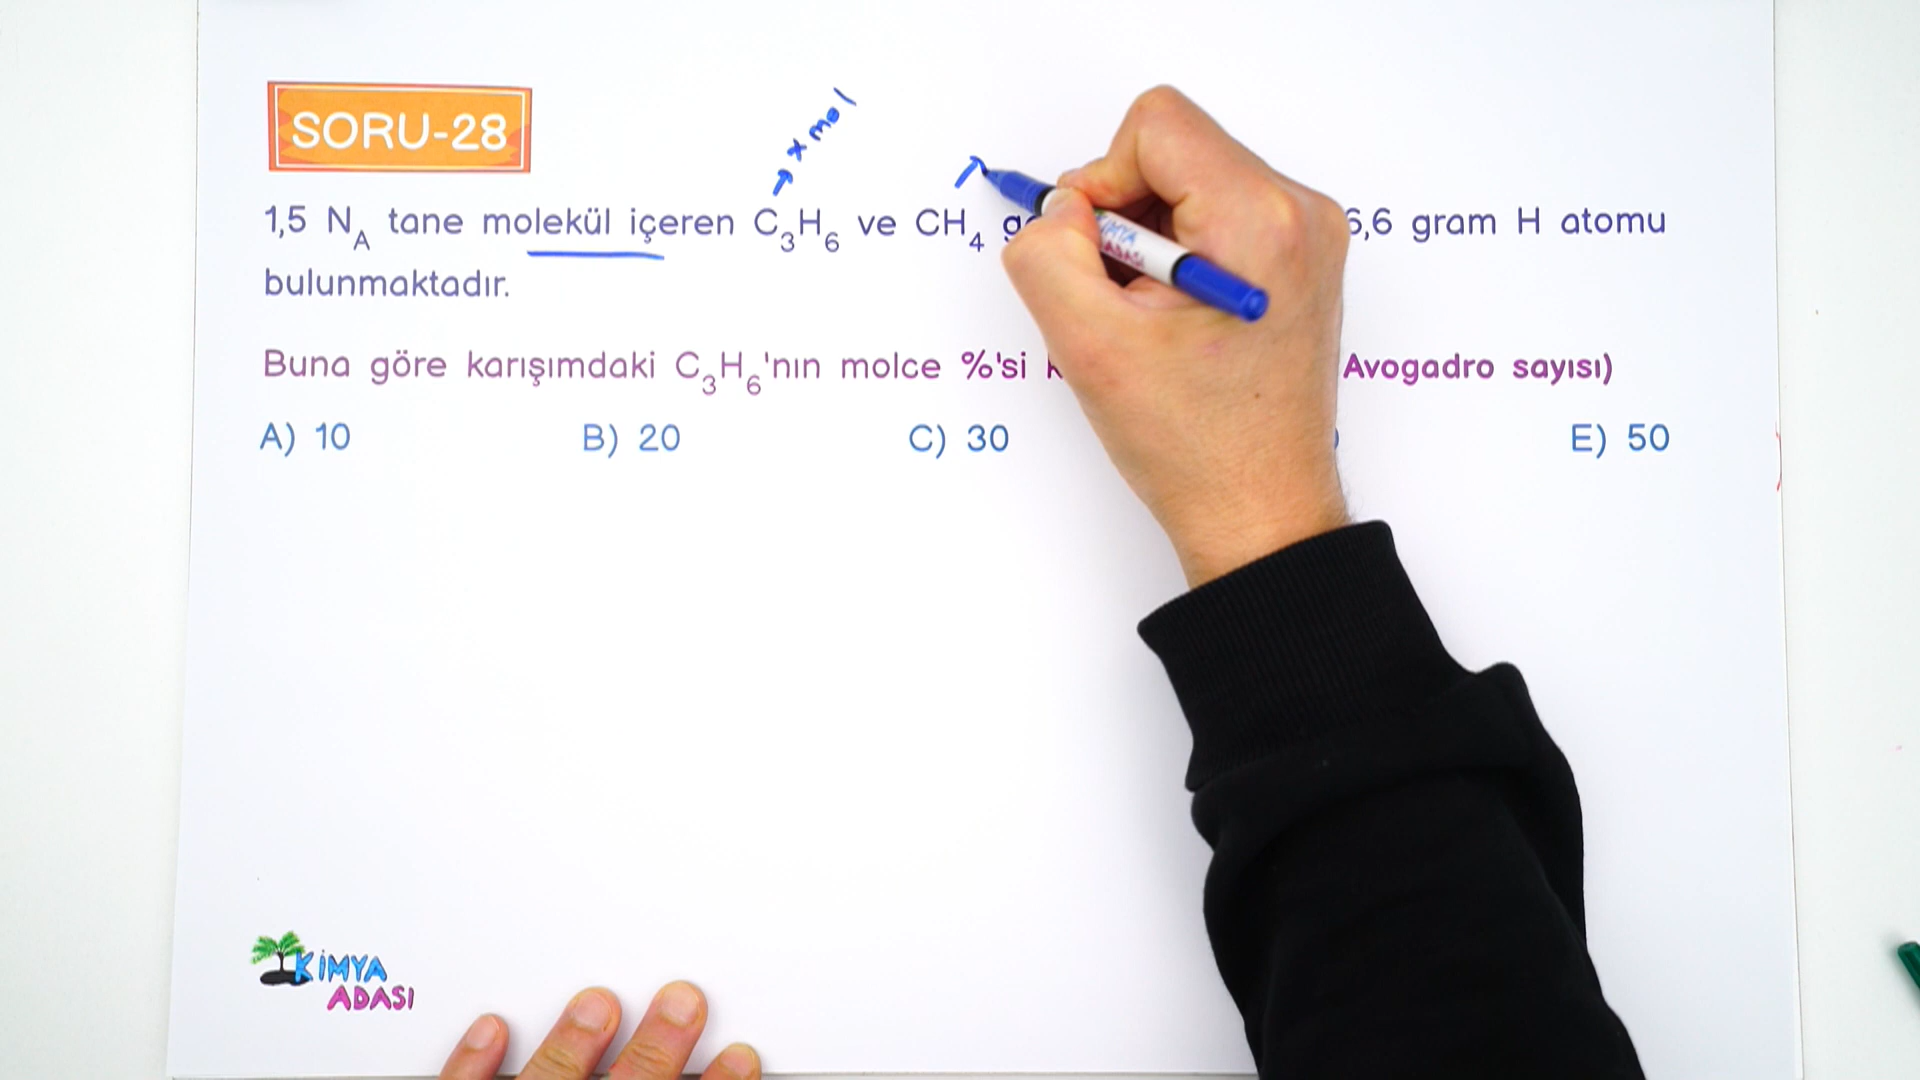 SORU-28
x mol
1,5 NA tane molekül içeren C3H6 ve CH4 6,6 gram H atomu
bulunmaktadır.
Buna göre karışımdaki C3H6'nın molce %'si Avogadro sayısı)
A) 10 B) 20 C) 30 E) 50
KİMYA
ADASI